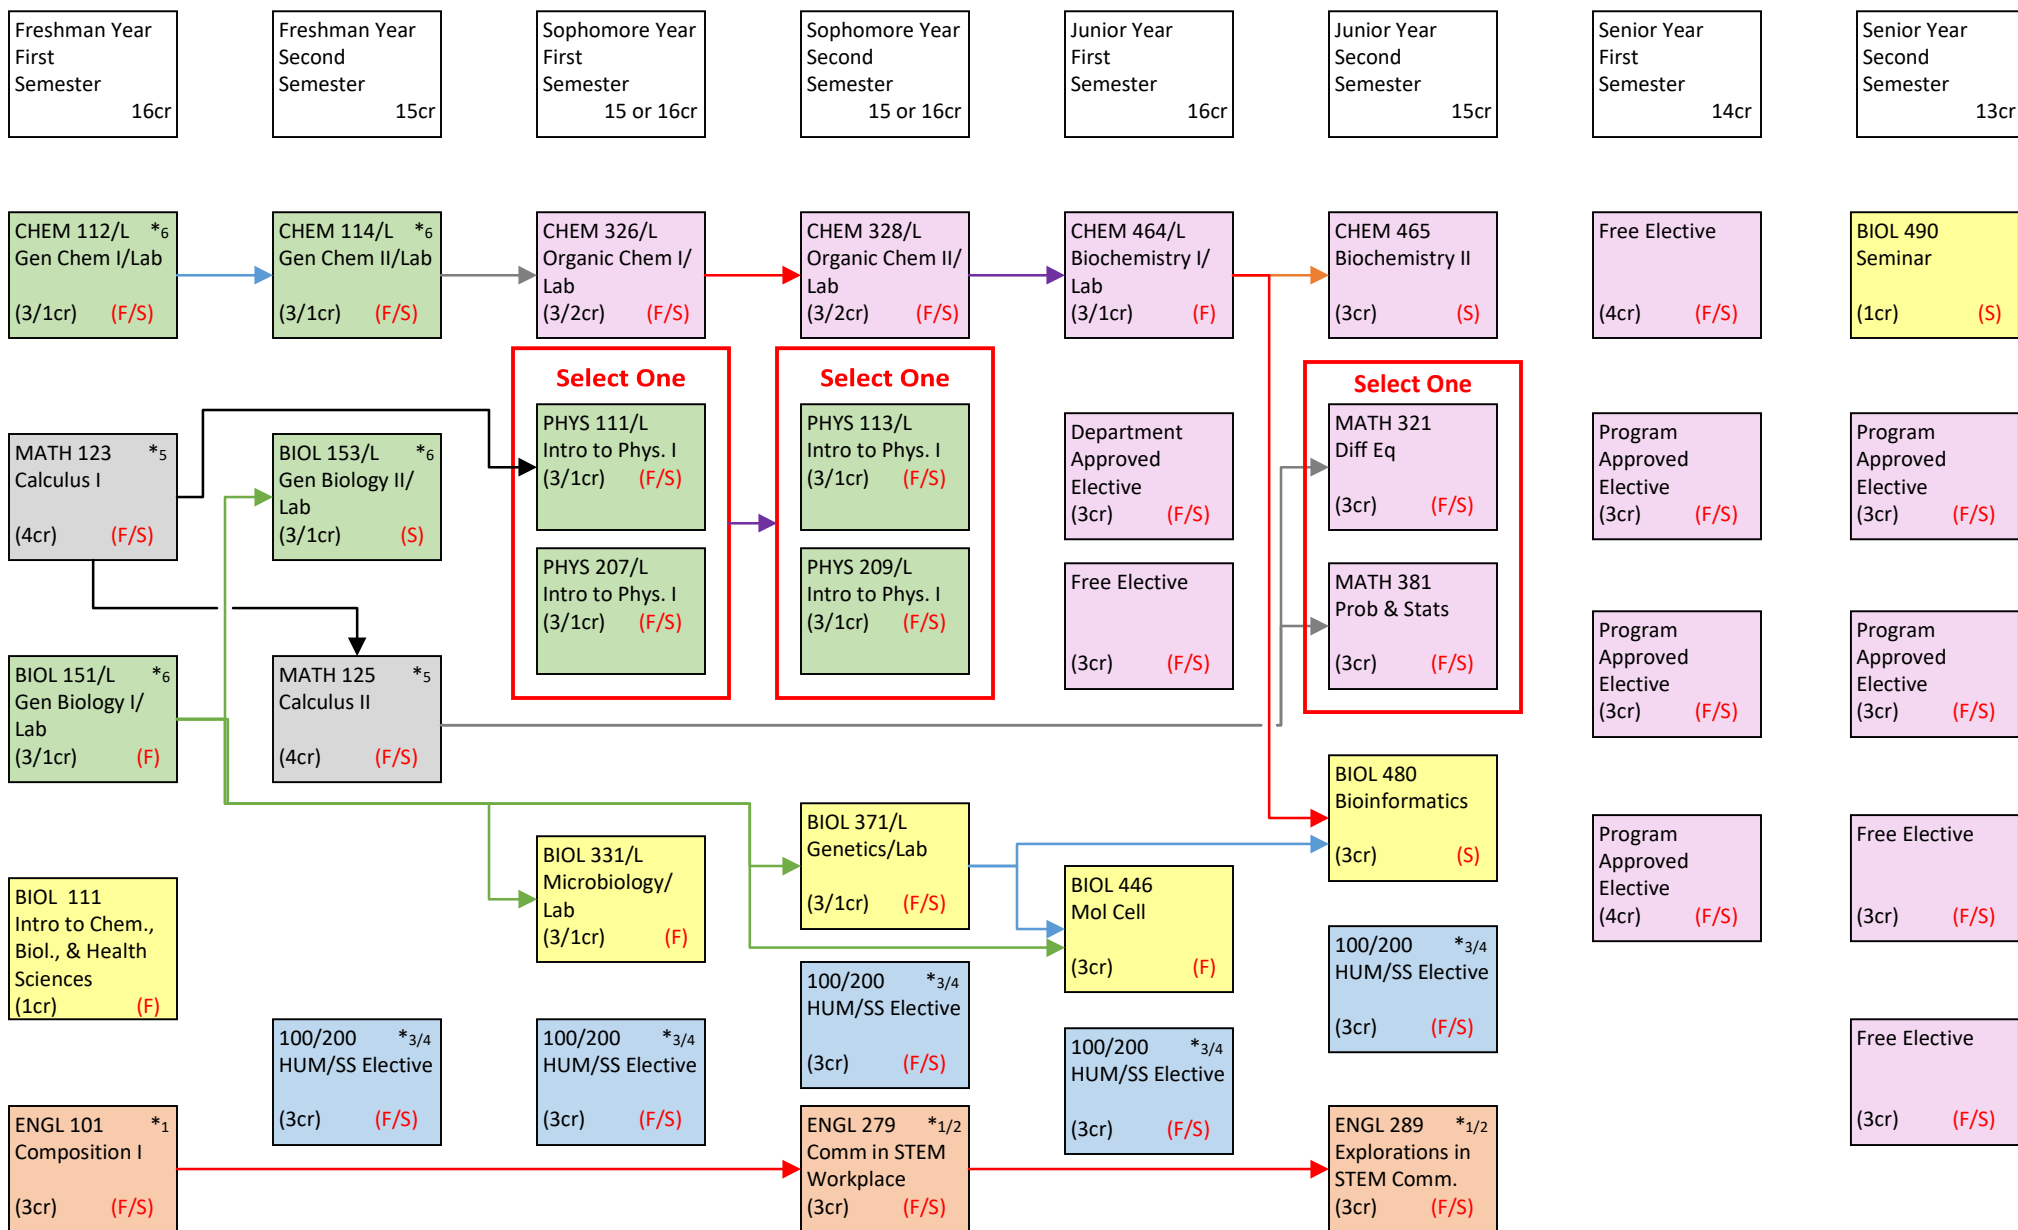 Freshman Year
First
Semester
16cr
Freshman Year
Second
Semester
15cr
Sophomore Year
First
Semester
15 or 16cr
Sophomore Year
Second
Semester
15 or 16cr
Junior Year
First
Semester
16cr
Junior Year
Second
Semester
15cr
Senior Year
First
Semester
14cr
Senior Year
Second
Semester
13cr
CHEM 112/L *6
Gen Chem I/Lab
(3/1cr) (F/S)
CHEM 114/L *6
Gen Chem II/Lab
(3/1cr) (F/S)
CHEM 326/L
Organic Chem I/
Lab
(3/2cr) (F/S)
CHEM 328/L
Organic Chem II/
Lab
(3/2cr) (F/S)
CHEM 464/L
Biochemistry I/
Lab
(3/1cr) (F)
CHEM 465
Biochemistry II
(3cr) (S)
Free Elective
(4cr) (F/S)
BIOL 490
Seminar
(1cr) (S)
MATH 123 *5
Calculus I
(4cr) (F/S)
BIOL 153/L *6
Gen Biology II/
Lab
(3/1cr) (S)
Select One
PHYS 111/L
Intro to Phys. I
(3/1cr) (F/S)
PHYS 207/L
Intro to Phys. I
(3/1cr) (F/S)
Select One
PHYS 113/L
Intro to Phys. I
(3/1cr) (F/S)
PHYS 209/L
Intro to Phys. I
(3/1cr) (F/S)
Department
Approved
Elective
(3cr) (F/S)
Free Elective
(3cr) (F/S)
Select One
MATH 321
Diff Eq
(3cr) (F/S)
MATH 381
Prob & Stats
(3cr) (F/S)
Program
Approved
Elective
(3cr) (F/S)
Program
Approved
Elective
(3cr) (F/S)
Program
Approved
Elective
(3cr) (F/S)
Program
Approved
Elective
(3cr) (F/S)
BIOL 151/L *6
Gen Biology I/
Lab
(3/1cr) (F)
MATH 125 *5
Calculus II
(4cr) (F/S)
BIOL 331/L
Microbiology/
Lab
(3/1cr) (F)
BIOL 371/L
Genetics/Lab
(3/1cr) (F/S)
BIOL 446
Mol Cell
(3cr) (F)
BIOL 480
Bioinformatics
(3cr) (S)
Program
Approved
Elective
(4cr) (F/S)
Free Elective
(3cr) (F/S)
BIOL 111
Intro to Chem.,
Biol., & Health
Sciences
(1cr) (F)
100/200 *3/4
HUM/SS Elective
(3cr) (F/S)
100/200 *3/4
HUM/SS Elective
(3cr) (F/S)
100/200 *3/4
HUM/SS Elective
(3cr) (F/S)
100/200 *3/4
HUM/SS Elective
(3cr) (F/S)
100/200 *3/4
HUM/SS Elective
(3cr) (F/S)
Free Elective
(3cr) (F/S)
ENGL 101 *1
Composition I
(3cr) (F/S)
ENGL 279 *1/2
Comm in STEM
Workplace
(3cr) (F/S)
ENGL 289 *1/2
Explorations in
STEM Comm.
(3cr) (F/S)